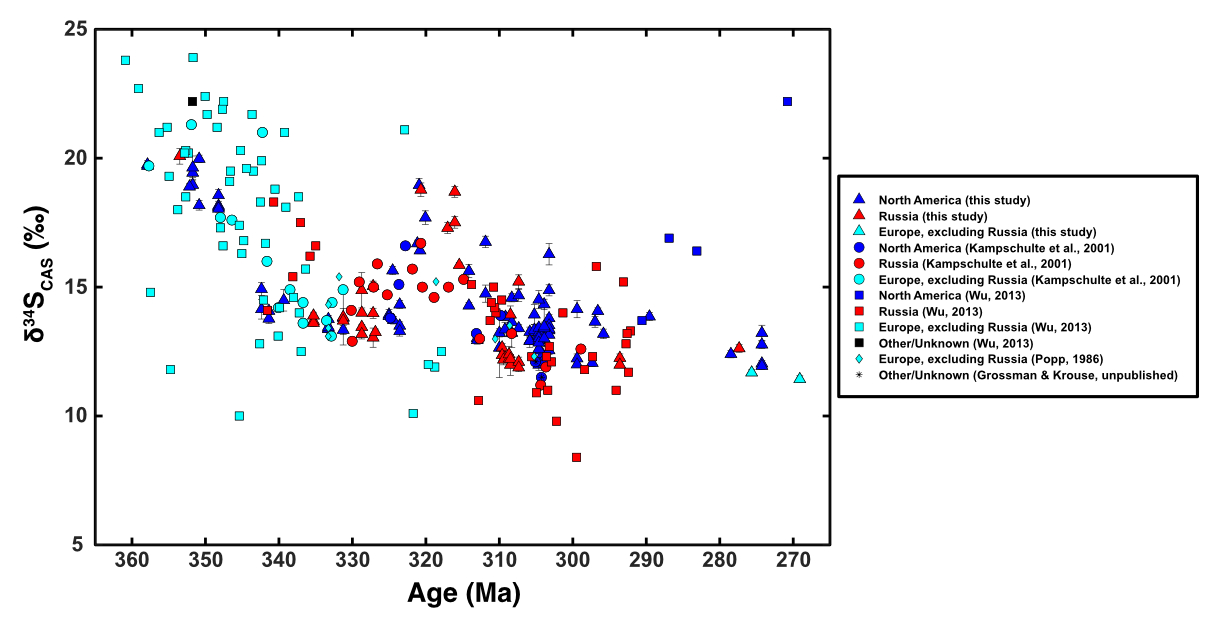 25
20
15
10
5
δ³⁴S_CAS (‰)
360 350 340 330 320 310 300 290 280 270
Age (Ma)
North America (this study)
Russia (this study)
Europe, excluding Russia (this study)
North America (Kampschulte et al., 2001)
Russia (Kampschulte et al., 2001)
Europe, excluding Russia (Kampschulte et al., 2001)
North America (Wu, 2013)
Russia (Wu, 2013)
Europe, excluding Russia (Wu, 2013)
Other/Unknown (Wu, 2013)
Europe, excluding Russia (Popp, 1986)
Other/Unknown (Grossman & Krouse, unpublished)